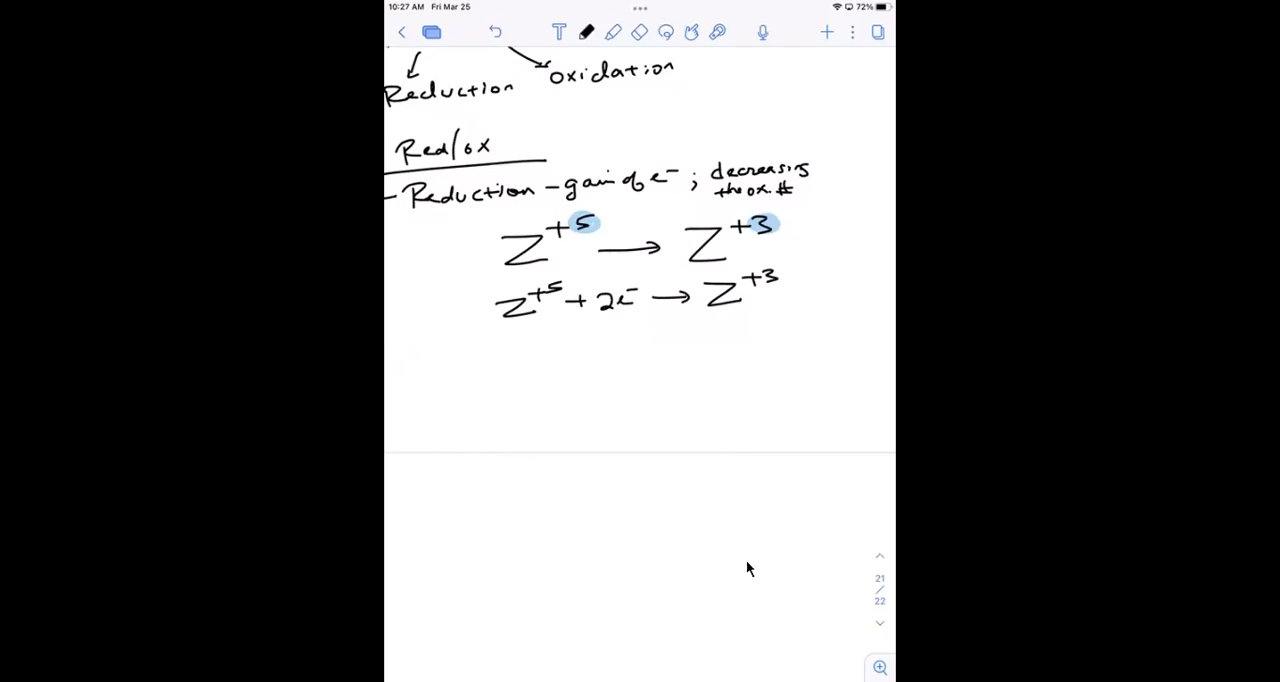 10:27 AM Fri Mar 25
72%
Reduction
oxidation
Red/ox
- Reduction - gain of e⁻ ; decreasing
the ox. #
Z⁺⁵ → Z⁺³
Z⁺⁵ + 2e⁻ → Z⁺³
21
/
22